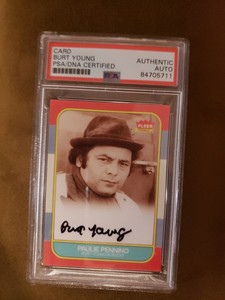 CARD
BURT YOUNG
PSA/DNA CERTIFIED
AUTHENTIC
AUTO
84705711
PSA
FLEER
Burt Young
PAULIE PENNINO